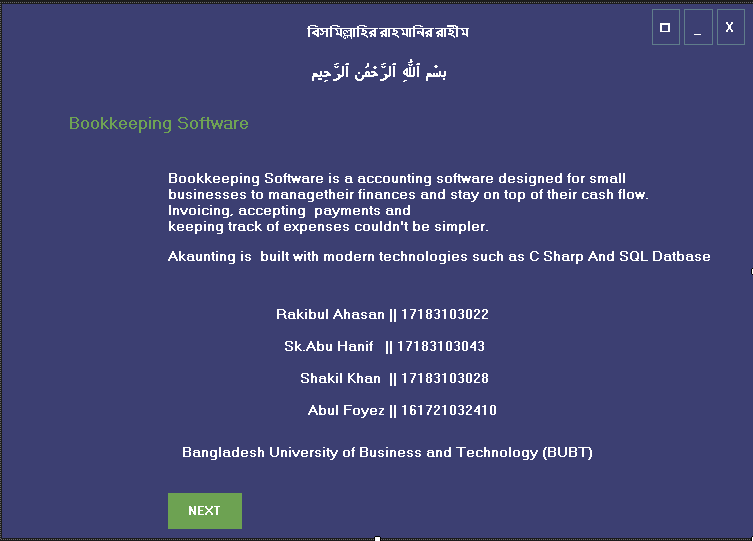 বিসমিল্লাহির রাহমানির রাহীম
بِسْمِ ٱللَّٰهِ ٱلرَّحْمَٰنِ ٱلرَّحِيمِ
_ X
Bookkeeping Software
Bookkeeping Software is a accounting software designed for small
businesses to managetheir finances and stay on top of their cash flow.
Invoicing, accepting  payments and
keeping track of expenses couldn't be simpler.
Akaunting is  built with modern technologies such as C Sharp And SQL Datbase
Rakibul Ahasan || 17183103022
Sk.Abu Hanif   || 17183103043
Shakil Khan  || 17183103028
Abul Foyez || 161721032410
Bangladesh University of Business and Technology (BUBT)
NEXT